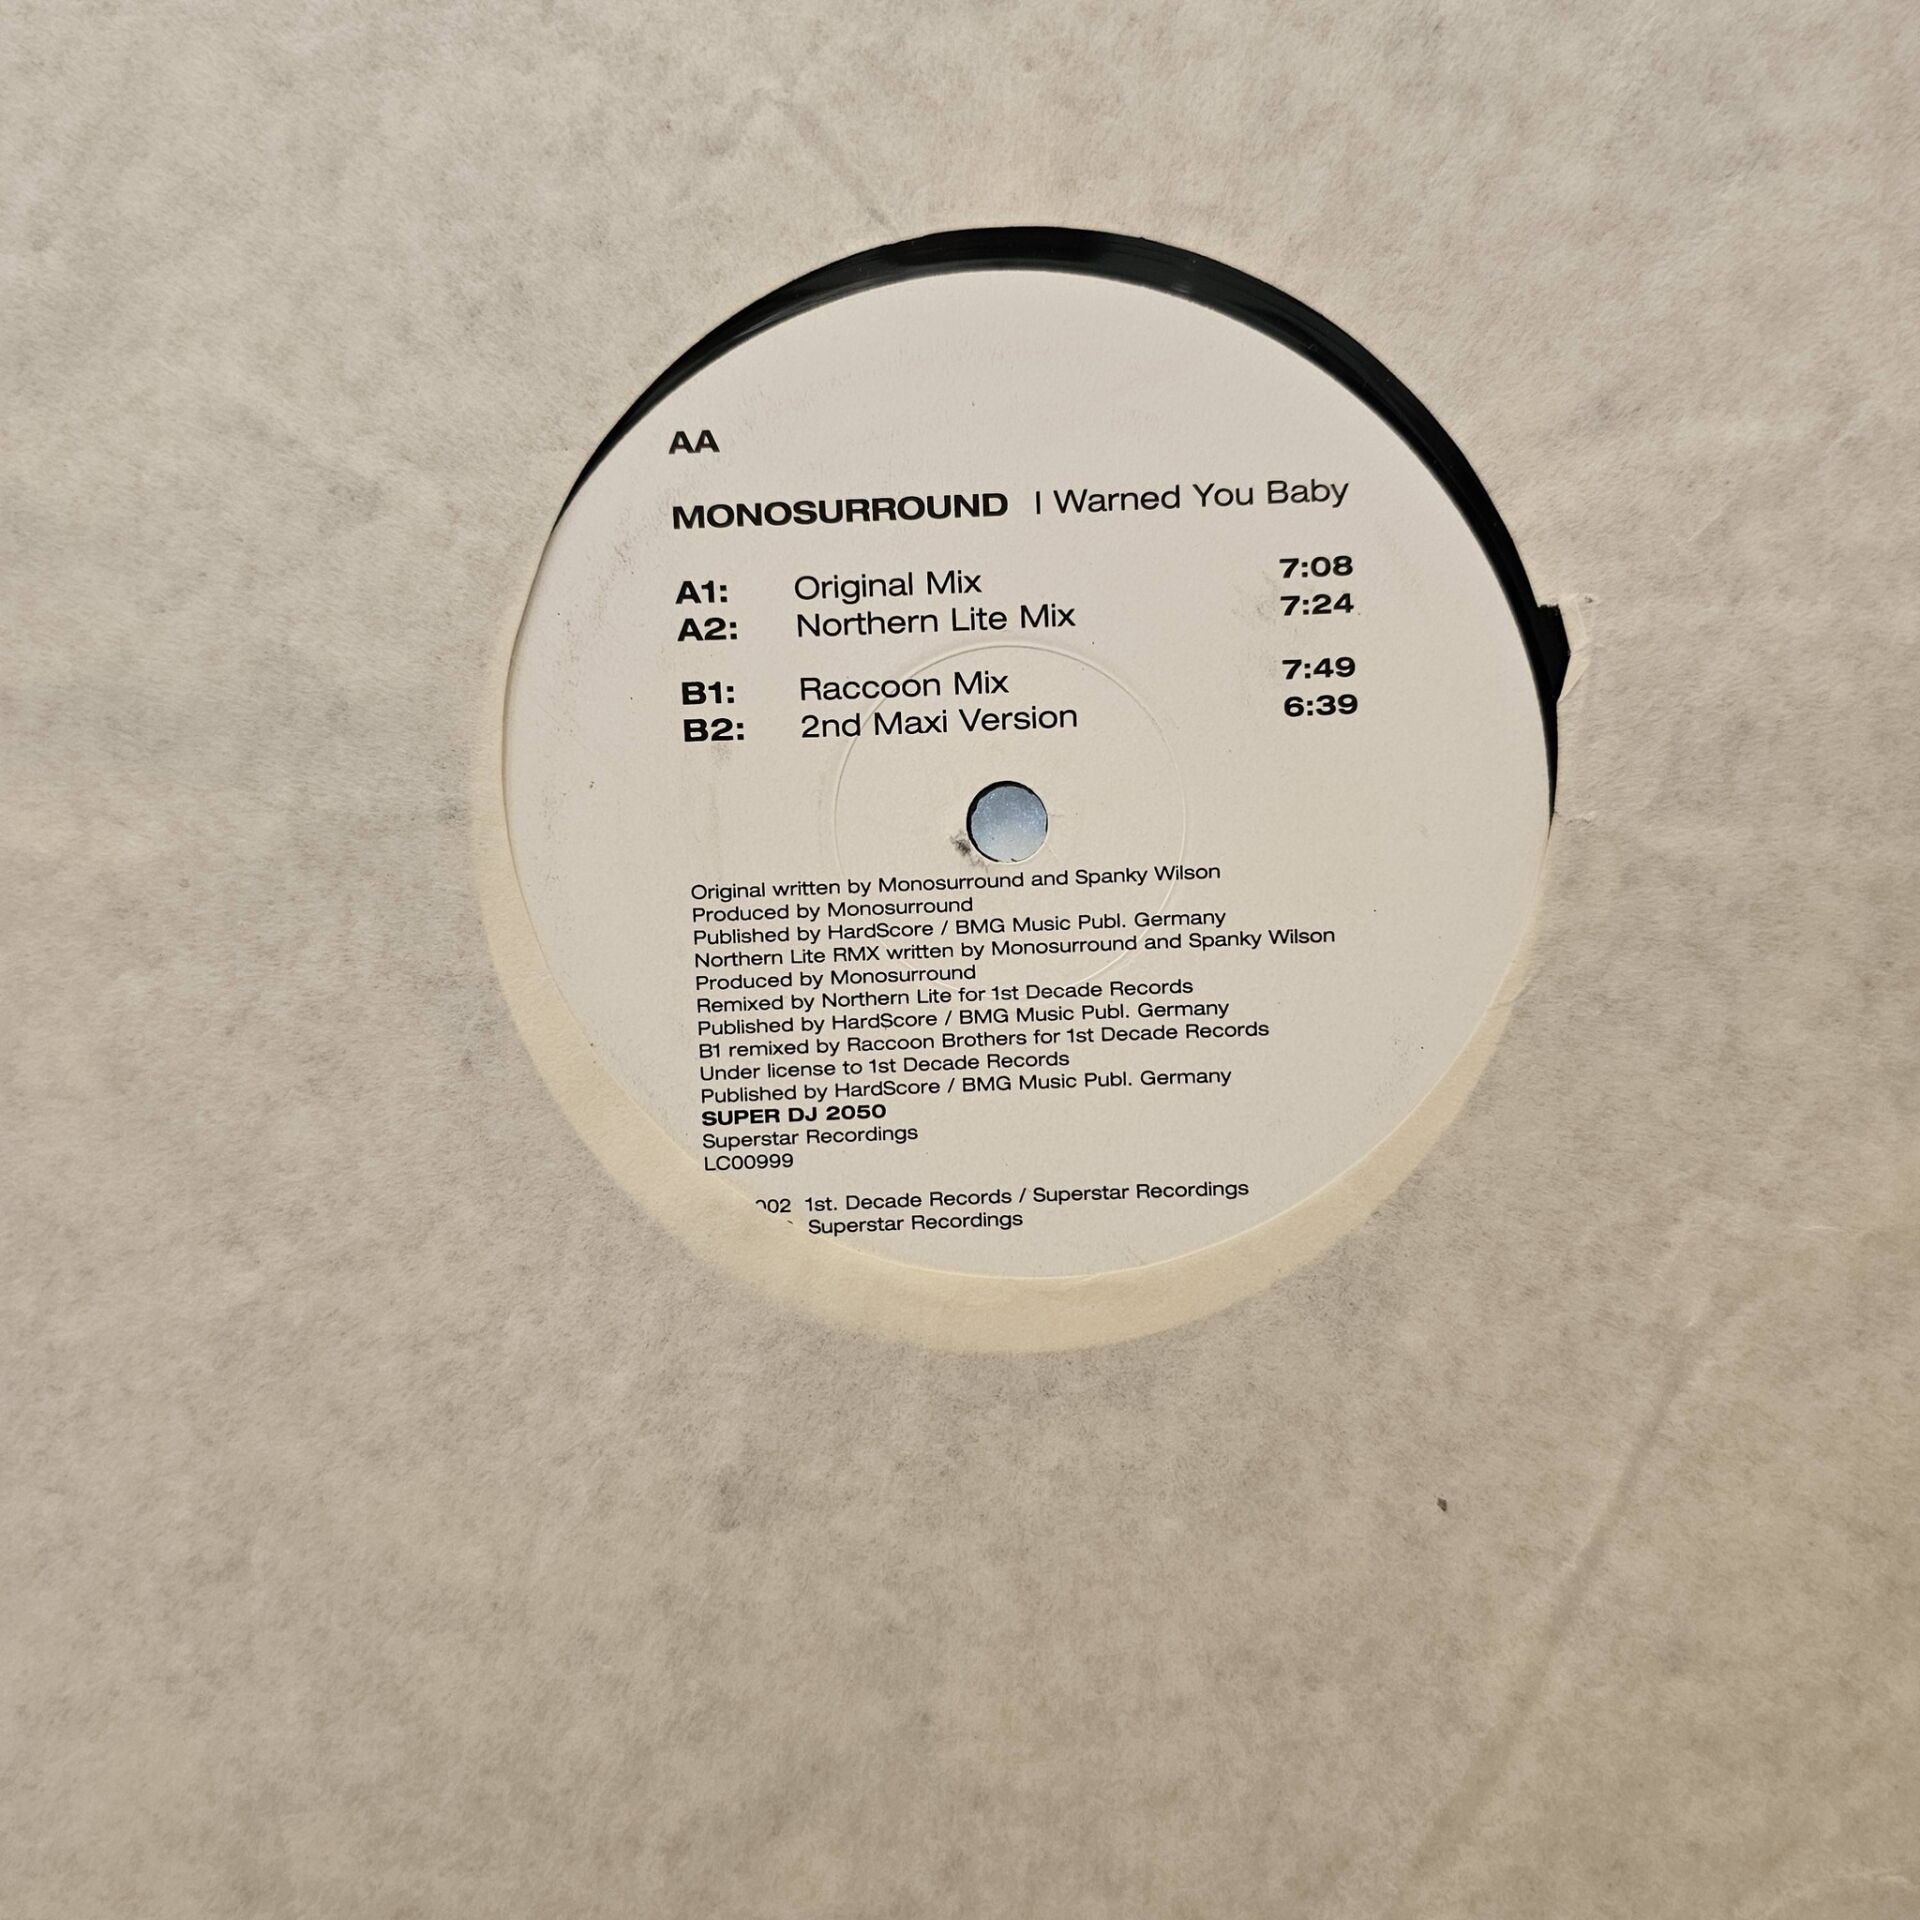 AA
MONOSURROUND I Warned You Baby
A1: Original Mix 7:08
A2: Northern Lite Mix 7:24
B1: Raccoon Mix 7:49
B2: 2nd Maxi Version 6:39
Original written by Monosurround and Spanky Wilson
Produced by Monosurround
Published by HardScore / BMG Music Publ. Germany
Northern Lite RMX written by Monosurround and Spanky Wilson
Produced by Monosurround
Remixed by Northern Lite for 1st Decade Records
Published by HardScore / BMG Music Publ. Germany
B1 remixed by Raccoon Brothers for 1st Decade Records
Under license to 1st Decade Records
Published by HardScore / BMG Music Publ. Germany
SUPER DJ 2050
Superstar Recordings
LC00999
1st. Decade Records / Superstar Recordings
Superstar Recordings